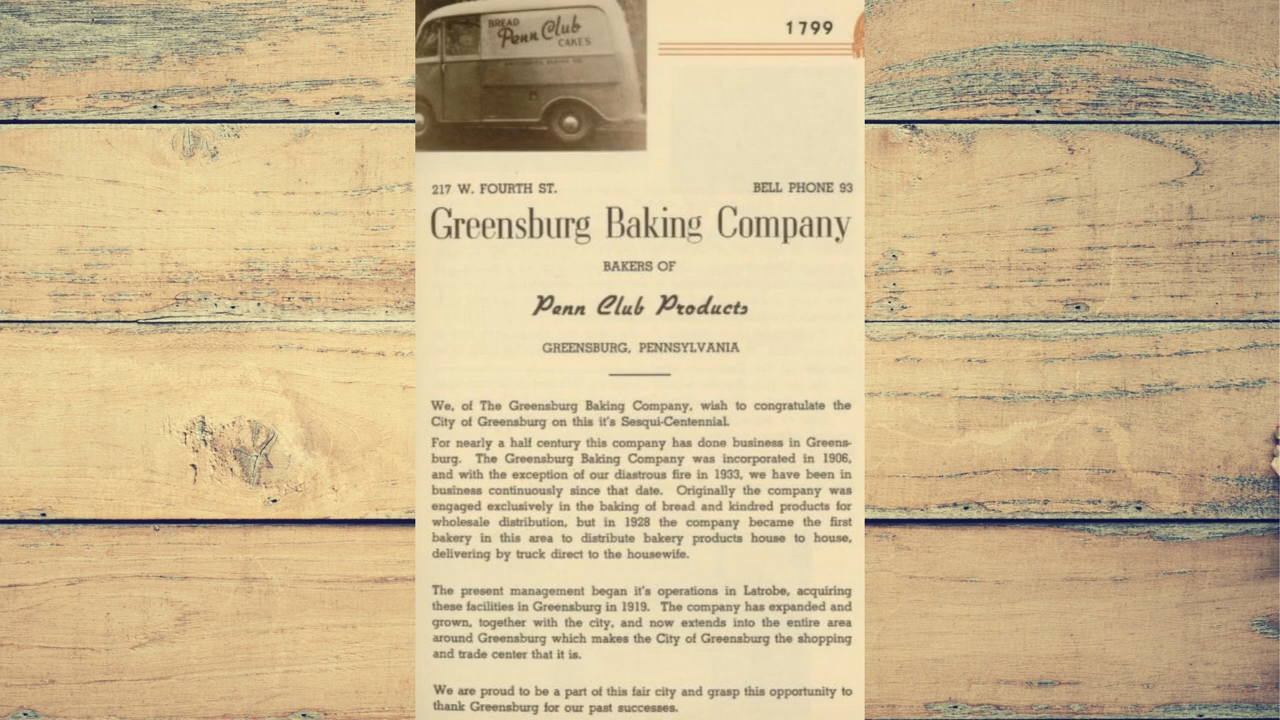 BREAD
Penn Club
CAKES
1799
217 W. FOURTH ST. BELL PHONE 93
Greensburg Baking Company
BAKERS OF
Penn Club Products
GREENSBURG, PENNSYLVANIA
We, of The Greensburg Baking Company, wish to congratulate the
City of Greensburg on this it's Sesqui-Centennial.
For nearly a half century this company has done business in Greens-
burg. The Greensburg Baking Company was incorporated in 1906,
and with the exception of our diastrous fire in 1933, we have been in
business continuously since that date. Originally the company was
engaged exclusively in the baking of bread and kindred products for
wholesale distribution, but in 1928 the company became the first
bakery in this area to distribute bakery products house to house,
delivering by truck direct to the housewife.
The present management began it's operations in Latrobe, acquiring
these facilities in Greensburg in 1919. The company has expanded and
grown, together with the city, and now extends into the entire area
around Greensburg which makes the City of Greensburg the shopping
and trade center that it is.
We are proud to be a part of this fair city and grasp this opportunity to
thank Greensburg for our past successes.